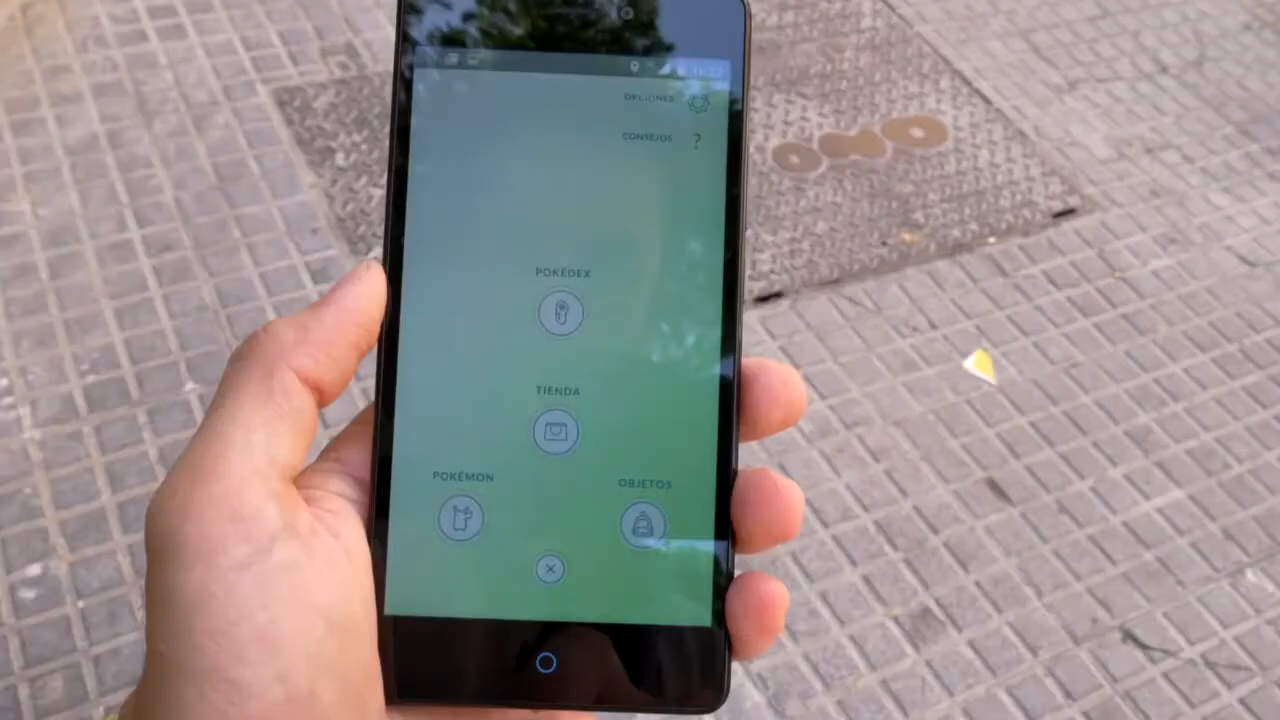 OPCIONES
CONSEJOS ?
POKÉDEX
TIENDA
POKÉMON
OBJETOS